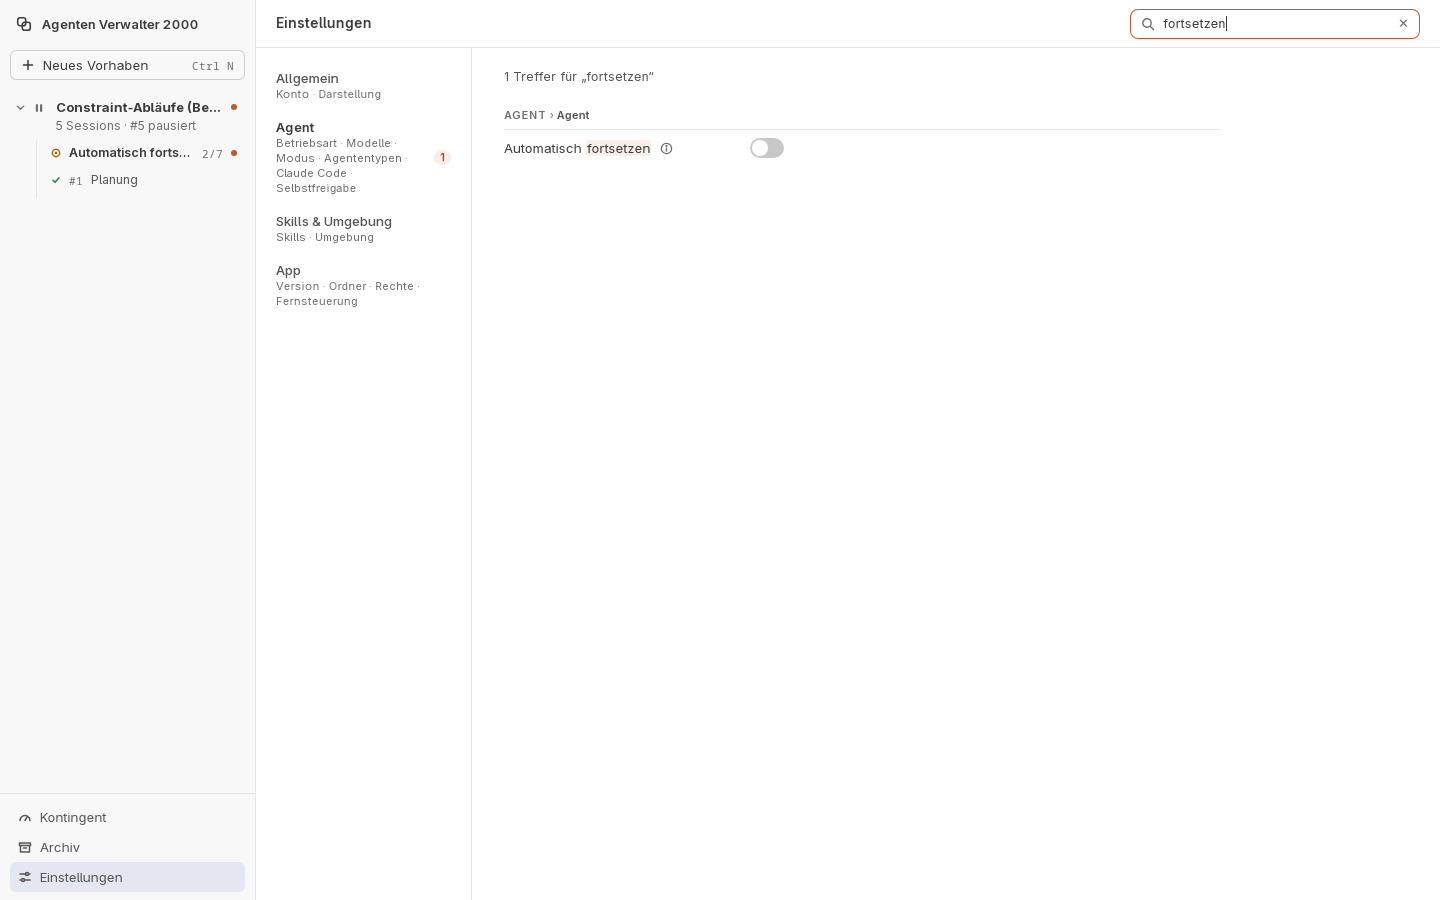 Agenten Verwalter 2000
Neues Vorhaben Ctrl N
Constraint-Abläufe (Be...
5 Sessions · #5 pausiert
Automatisch forts... 2/7
#1 Planung
Kontingent
Archiv
Einstellungen
Einstellungen
fortsetzen
Allgemein
Konto · Darstellung
Agent
Betriebsart · Modelle ·
Modus · Agententypen ·
Claude Code ·
Selbstfreigabe
1
Skills & Umgebung
Skills · Umgebung
App
Version · Ordner · Rechte ·
Fernsteuerung
1 Treffer für „fortsetzen“
AGENT › Agent
Automatisch fortsetzen